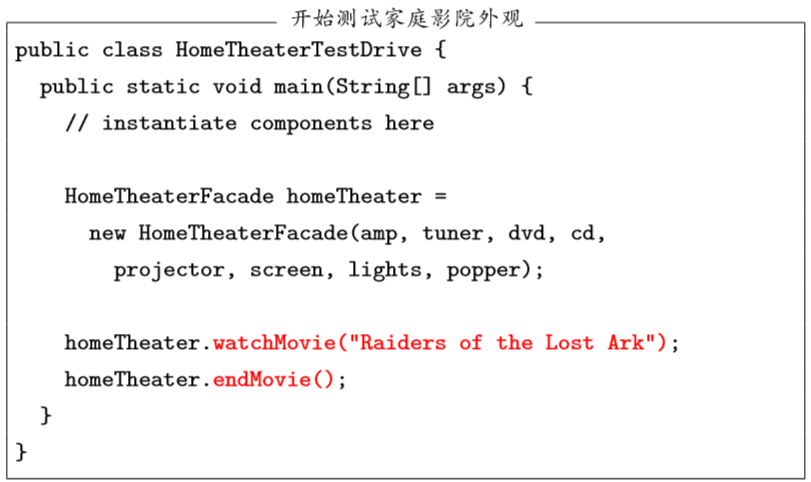 开始测试家庭影院外观
public class HomeTheaterTestDrive {
  public static void main(String[] args) {
    // instantiate components here
    HomeTheaterFacade homeTheater =
      new HomeTheaterFacade(amp, tuner, dvd, cd,
        projector, screen, lights, popper);
    homeTheater.watchMovie("Raiders of the Lost Ark");
    homeTheater.endMovie();
  }
}